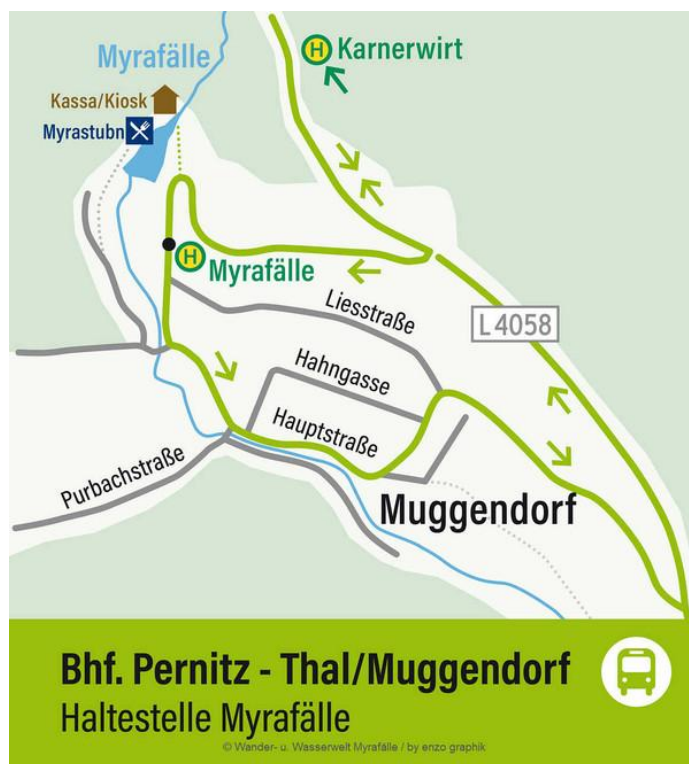 Myrafälle
H Karnerwirt
Kassa/Kiosk
Myrastubn
H Myrafälle
Liesstraße
L4058
Hahngasse
Hauptstraße
Purbachstraße
Muggendorf
Bhf. Pernitz - Thal/Muggendorf
Haltestelle Myrafälle
© Wander- u. Wasserwelt Myrafälle / by enzo graphik